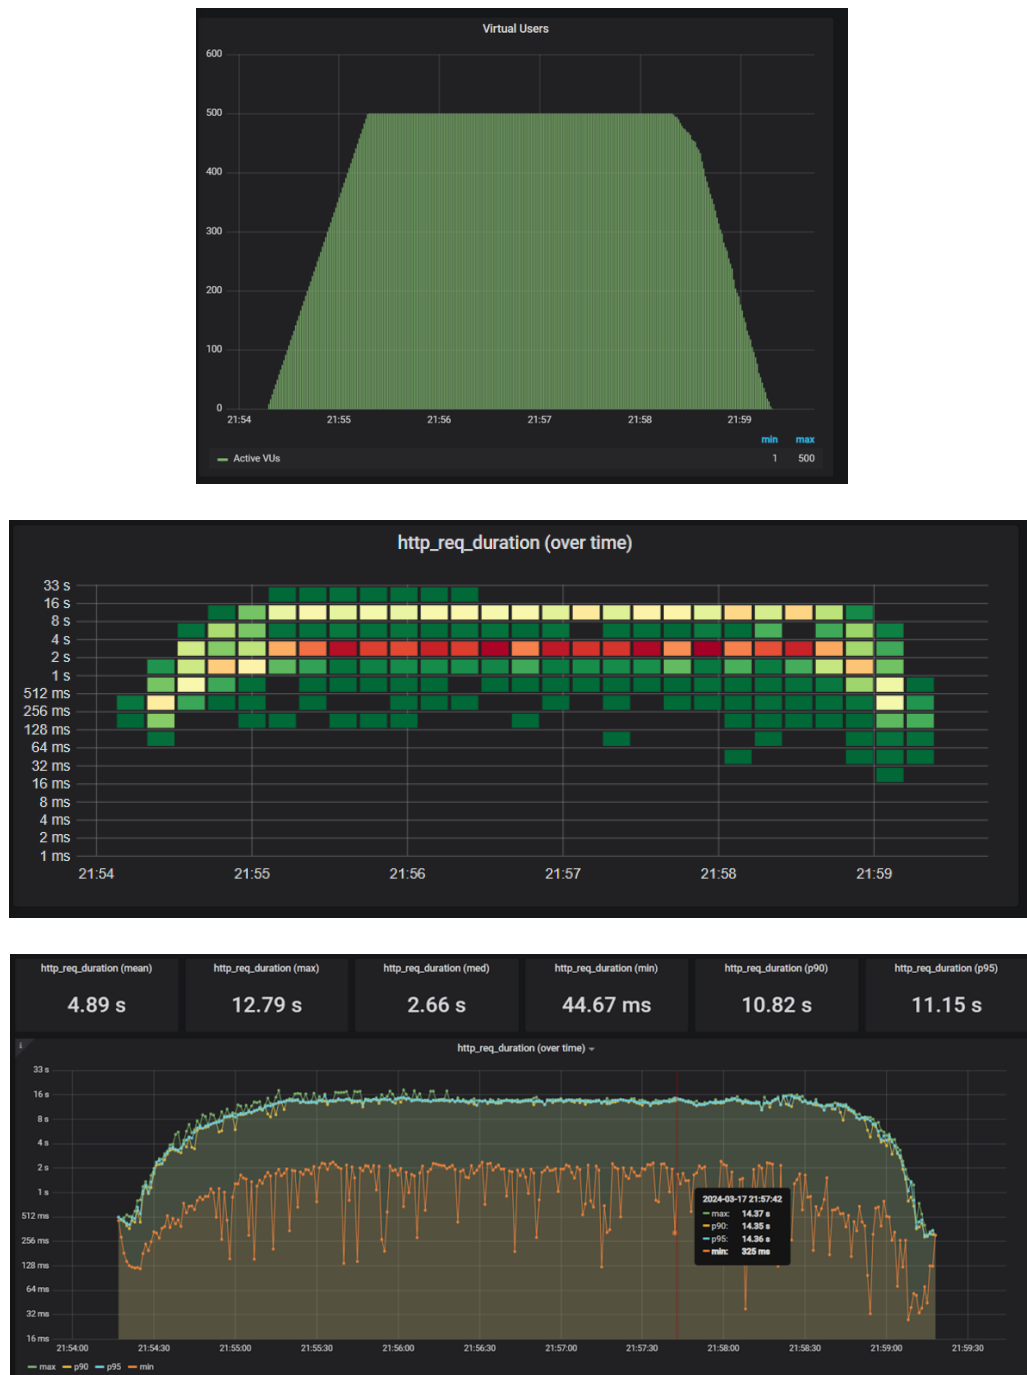 Virtual Users
600
500
400
300
200
100
0
21:54 21:55 21:56 21:57 21:58 21:59
min max
Active VUs 1 500
http_req_duration (over time)
33 s
16 s
8 s
4 s
2 s
1 s
512 ms
256 ms
128 ms
64 ms
32 ms
16 ms
8 ms
4 ms
2 ms
1 ms
21:54 21:55 21:56 21:57 21:58 21:59
http_req_duration (mean) http_req_duration (max) http_req_duration (med) http_req_duration (min) http_req_duration (p90) http_req_duration (p95)
4.89 s 12.79 s 2.66 s 44.67 ms 10.82 s 11.15 s
i
http_req_duration (over time)
33 s
16 s
8 s
4 s
2 s
1 s
512 ms
256 ms
128 ms
64 ms
32 ms
16 ms
2024-03-17 21:57:42
max: 14.37 s
p90: 14.35 s
p95: 14.36 s
min: 325 ms
21:54:00 21:54:30 21:55:00 21:55:30 21:56:00 21:56:30 21:57:00 21:57:30 21:58:00 21:58:30 21:59:00 21:59:30
max p90 p95 min